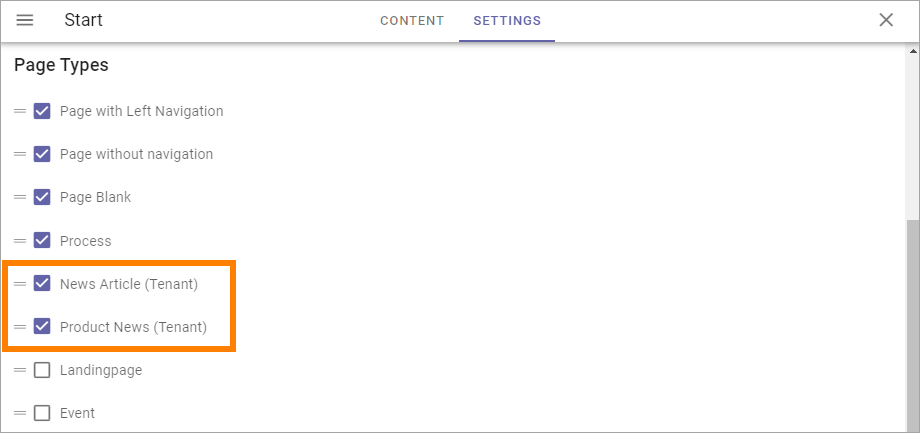 Start CONTENT SETTINGS
Page Types
Page with Left Navigation
Page without navigation
Page Blank
Process
News Article (Tenant)
Product News (Tenant)
Landingpage
Event